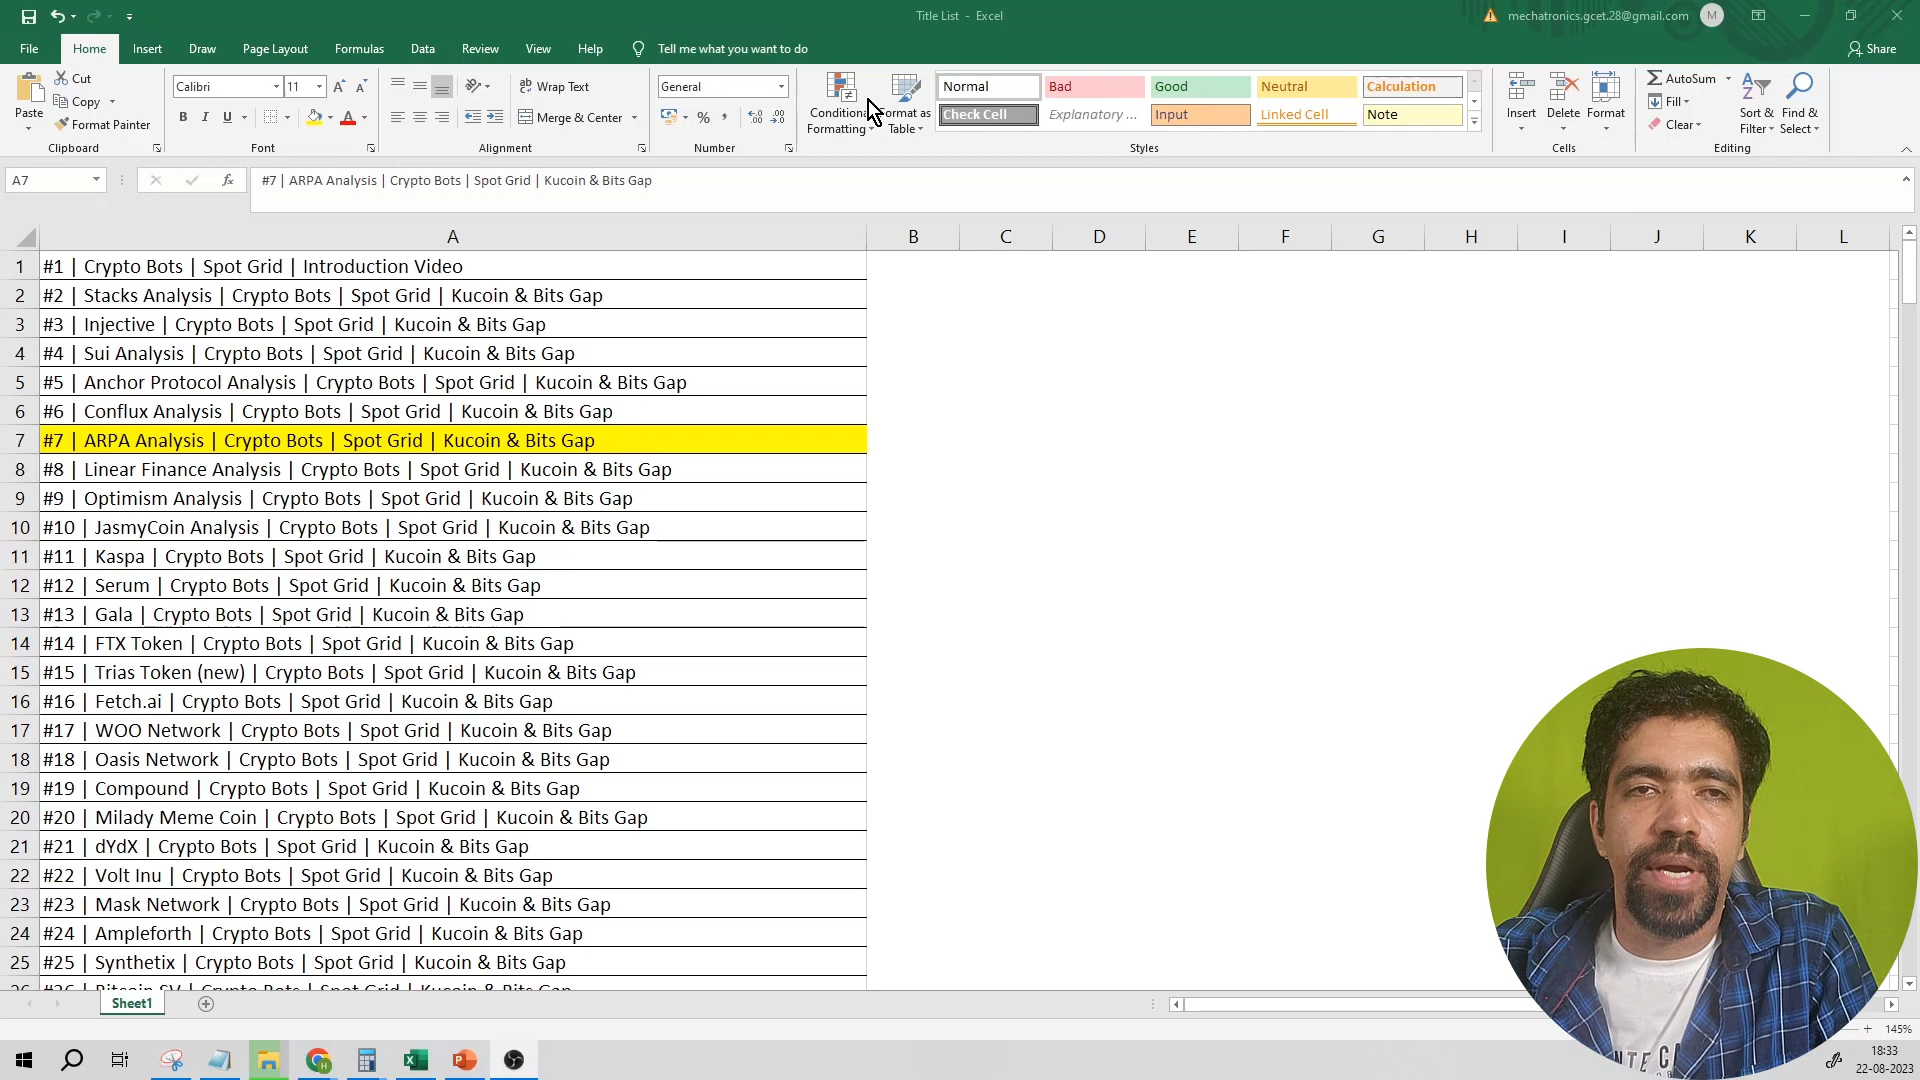 Title List - Excel
mechatronics.gcet.28@gmail.com
M
File Home Insert Draw Page Layout Formulas Data Review View Help Tell me what you want to do
Share
Paste
Cut
Copy
Format Painter
Clipboard
Calibri 11
A A
B I U A
Font
Wrap Text
Merge & Center
Alignment
General
% ,
Number
Conditional
Formatting
Format as
Table
Normal Bad Good Neutral Calculation
Check Cell Explanatory ... Input Linked Cell Note
Styles
Insert Delete Format
Cells
AutoSum
Fill
Clear
Sort &
Filter
Find &
Select
Editing
A7
fx
#7 | ARPA Analysis | Crypto Bots | Spot Grid | Kucoin & Bits Gap
A B C D E F G H I J K L
1 #1 | Crypto Bots | Spot Grid | Introduction Video
2 #2 | Stacks Analysis | Crypto Bots | Spot Grid | Kucoin & Bits Gap
3 #3 | Injective | Crypto Bots | Spot Grid | Kucoin & Bits Gap
4 #4 | Sui Analysis | Crypto Bots | Spot Grid | Kucoin & Bits Gap
5 #5 | Anchor Protocol Analysis | Crypto Bots | Spot Grid | Kucoin & Bits Gap
6 #6 | Conflux Analysis | Crypto Bots | Spot Grid | Kucoin & Bits Gap
7 #7 | ARPA Analysis | Crypto Bots | Spot Grid | Kucoin & Bits Gap
8 #8 | Linear Finance Analysis | Crypto Bots | Spot Grid | Kucoin & Bits Gap
9 #9 | Optimism Analysis | Crypto Bots | Spot Grid | Kucoin & Bits Gap
10 #10 | JasmyCoin Analysis | Crypto Bots | Spot Grid | Kucoin & Bits Gap
11 #11 | Kaspa | Crypto Bots | Spot Grid | Kucoin & Bits Gap
12 #12 | Serum | Crypto Bots | Spot Grid | Kucoin & Bits Gap
13 #13 | Gala | Crypto Bots | Spot Grid | Kucoin & Bits Gap
14 #14 | FTX Token | Crypto Bots | Spot Grid | Kucoin & Bits Gap
15 #15 | Trias Token (new) | Crypto Bots | Spot Grid | Kucoin & Bits Gap
16 #16 | Fetch.ai | Crypto Bots | Spot Grid | Kucoin & Bits Gap
17 #17 | WOO Network | Crypto Bots | Spot Grid | Kucoin & Bits Gap
18 #18 | Oasis Network | Crypto Bots | Spot Grid | Kucoin & Bits Gap
19 #19 | Compound | Crypto Bots | Spot Grid | Kucoin & Bits Gap
20 #20 | Milady Meme Coin | Crypto Bots | Spot Grid | Kucoin & Bits Gap
21 #21 | dYdX | Crypto Bots | Spot Grid | Kucoin & Bits Gap
22 #22 | Volt Inu | Crypto Bots | Spot Grid | Kucoin & Bits Gap
23 #23 | Mask Network | Crypto Bots | Spot Grid | Kucoin & Bits Gap
24 #24 | Ampleforth | Crypto Bots | Spot Grid | Kucoin & Bits Gap
25 #25 | Synthetix | Crypto Bots | Spot Grid | Kucoin & Bits Gap
26 #26 | Bitcoin SV | Crypto Bots | Spot Grid | Kucoin & Bits Gap
Sheet1
145%
18:33
22-08-2023